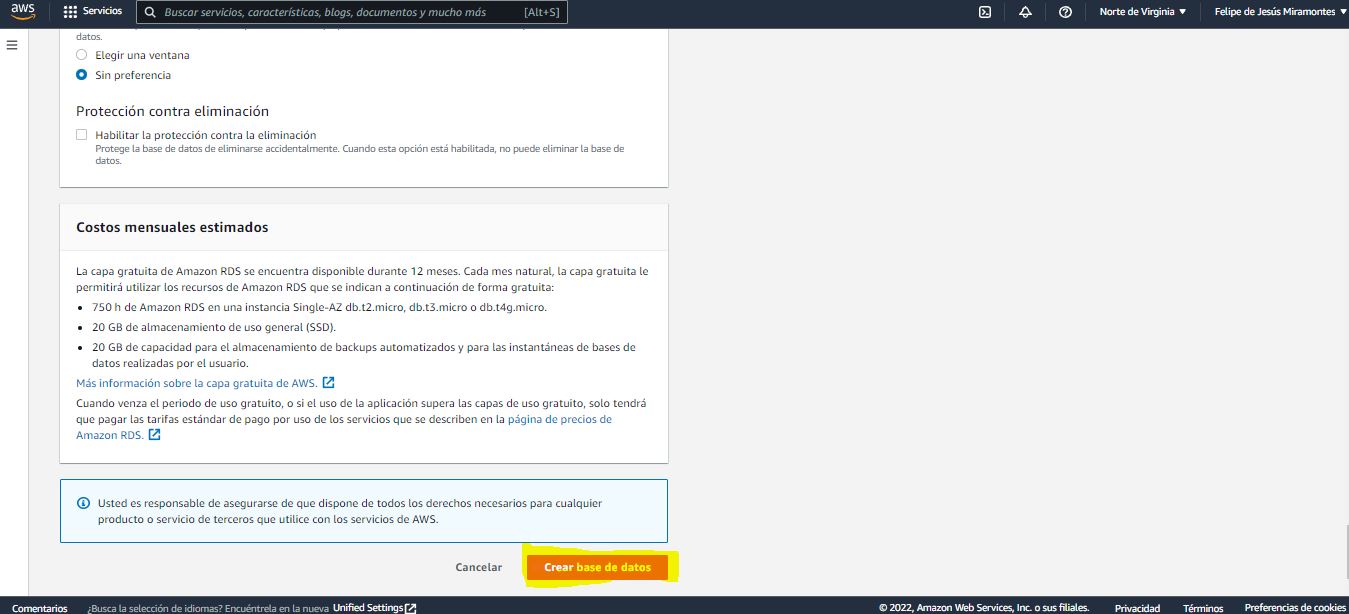 aws
Servicios
Buscar servicios, características, blogs, documentos y mucho más
[Alt+S]
Norte de Virginia
Felipe de Jesús Miramontes
datos.
Elegir una ventana
Sin preferencia
Protección contra eliminación
Habilitar la protección contra la eliminación
Protege la base de datos de eliminarse accidentalmente. Cuando esta opción está habilitada, no puede eliminar la base de
datos.
Costos mensuales estimados
La capa gratuita de Amazon RDS se encuentra disponible durante 12 meses. Cada mes natural, la capa gratuita le
permitirá utilizar los recursos de Amazon RDS que se indican a continuación de forma gratuita:
• 750 h de Amazon RDS en una instancia Single-AZ db.t2.micro, db.t3.micro o db.t4g.micro.
• 20 GB de almacenamiento de uso general (SSD).
• 20 GB de capacidad para el almacenamiento de backups automatizados y para las instantáneas de bases de
datos realizadas por el usuario.
Más información sobre la capa gratuita de AWS.
Cuando venza el periodo de uso gratuito, o si el uso de la aplicación supera las capas de uso gratuito, solo tendrá
que pagar las tarifas estándar de pago por uso de los servicios que se describen en la página de precios de
Amazon RDS.
Usted es responsable de asegurarse de que dispone de todos los derechos necesarios para cualquier
producto o servicio de terceros que utilice con los servicios de AWS.
Cancelar
Crear base de datos
Comentarios
¿Busca la selección de idiomas? Encuéntrela en la nueva Unified Settings
© 2022, Amazon Web Services, Inc. o sus filiales.
Privacidad
Términos
Preferencias de cookies